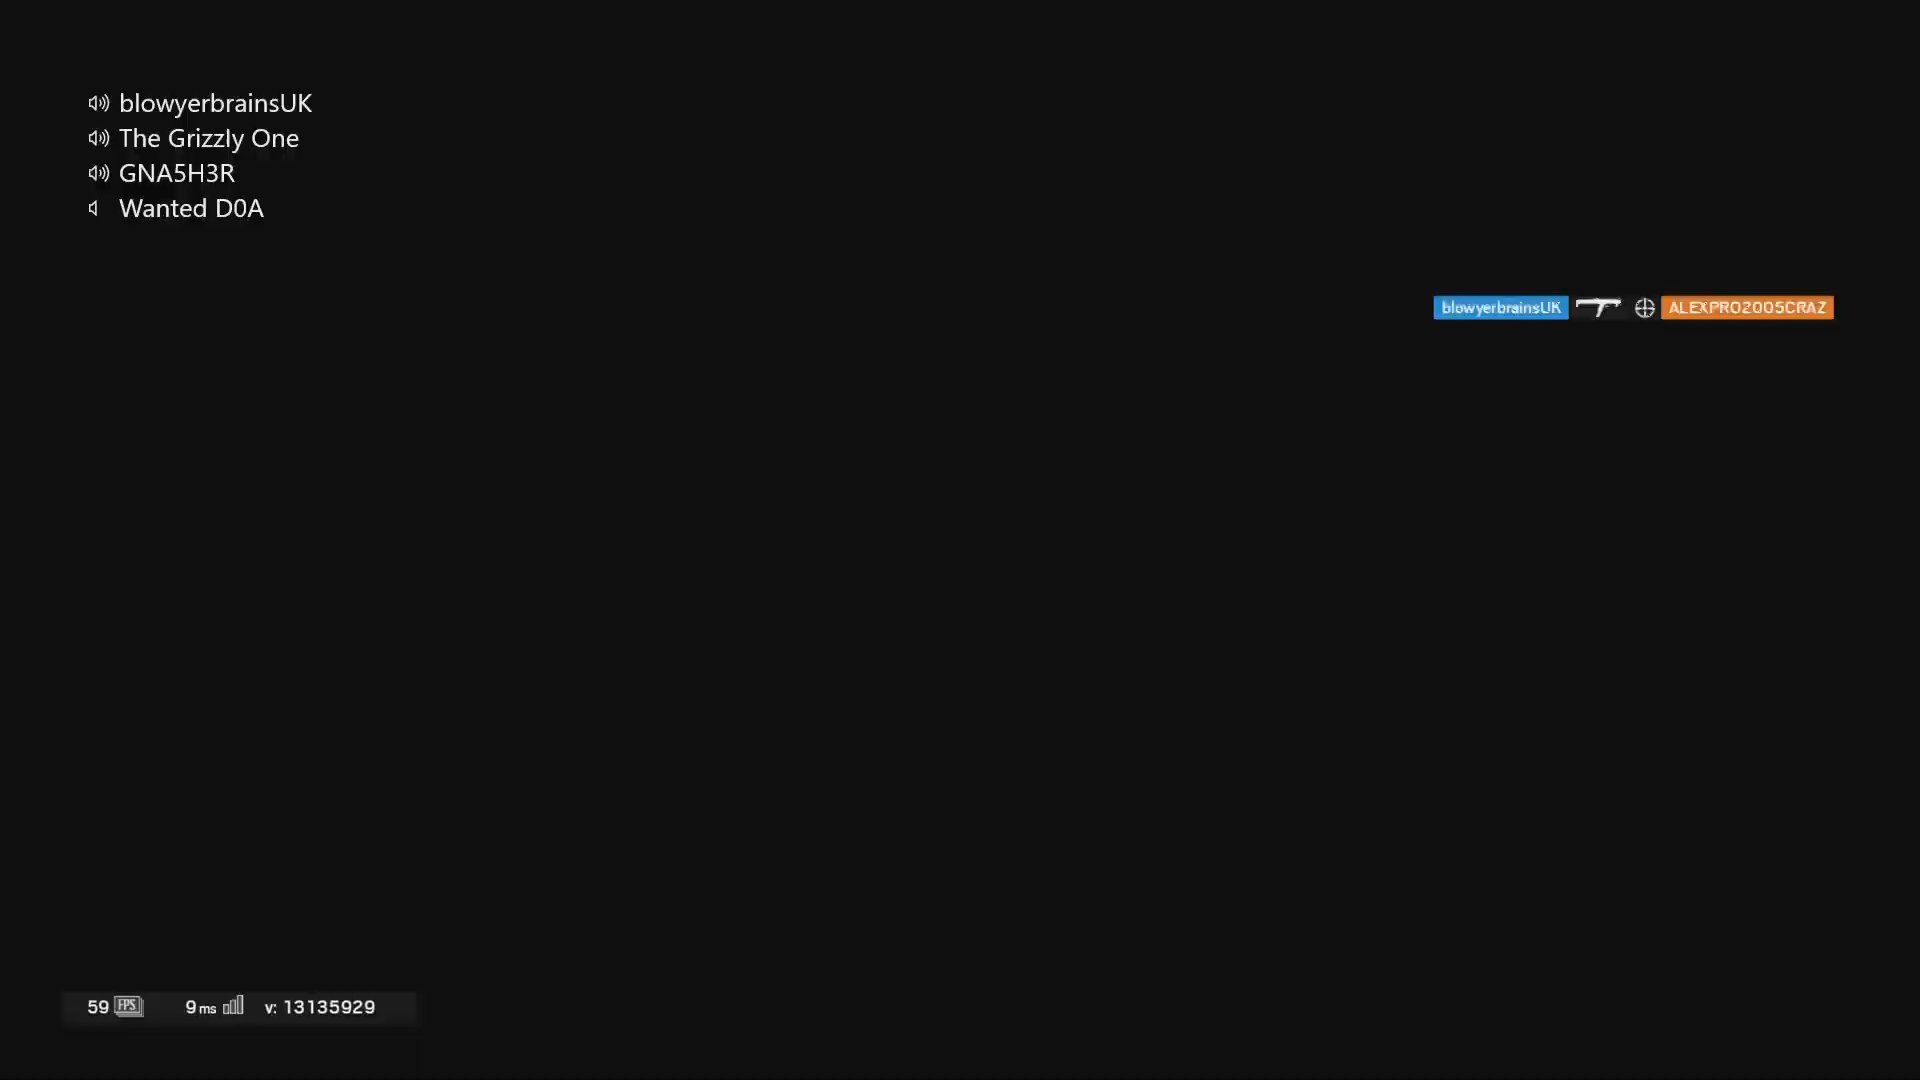 blowyerbrainsUK
The Grizzly One
GNA5H3R
Wanted D0A
blowyerbrainsUK ALEXPRO2005CRAZ
59 FPS 9 ms v: 13135929